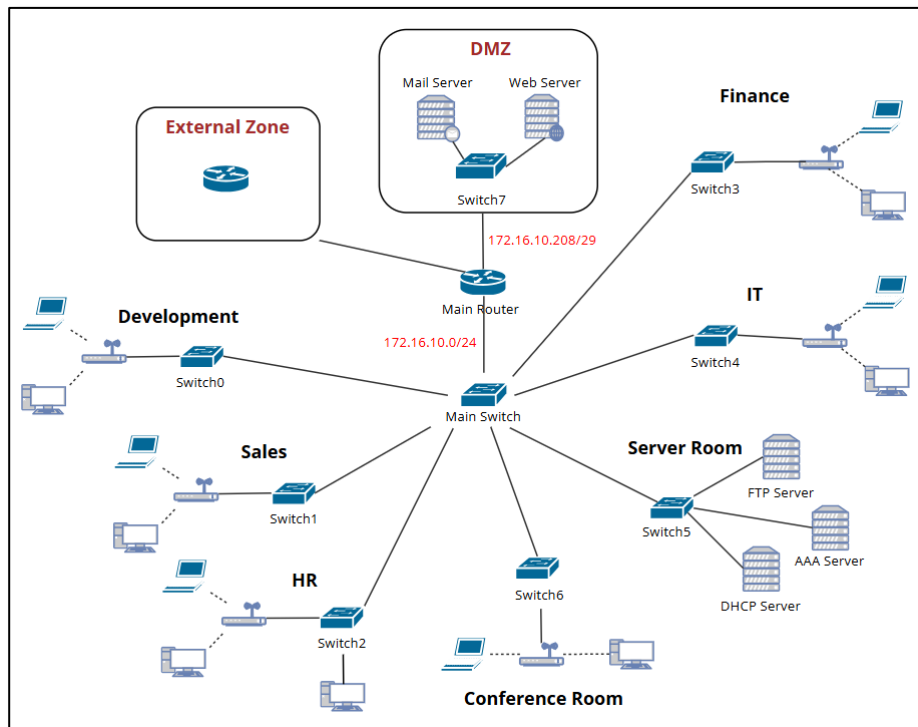 DMZ
Mail Server
Web Server
Switch7
External Zone
Finance
Switch3
172.16.10.208/29
Main Router
IT
Development
172.16.10.0/24
Switch4
Switch0
Main Switch
Sales
Server Room
FTP Server
Switch1
Switch5
AAA Server
HR
Switch6
DHCP Server
Switch2
Conference Room